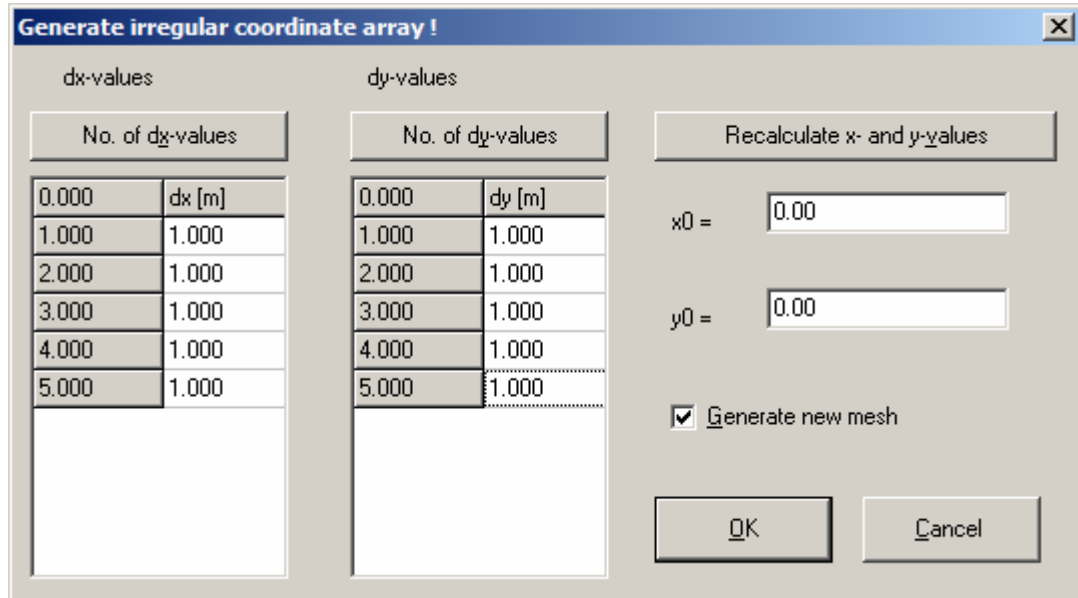 Generate irregular coordinate array !
dx-values
dy-values
No. of dx-values
No. of dy-values
Recalculate x- and y-values
0.000 dx [m]
1.000 1.000
2.000 1.000
3.000 1.000
4.000 1.000
5.000 1.000
0.000 dy [m]
1.000 1.000
2.000 1.000
3.000 1.000
4.000 1.000
5.000 1.000
x0 = 0.00
y0 = 0.00
Generate new mesh
OK
Cancel